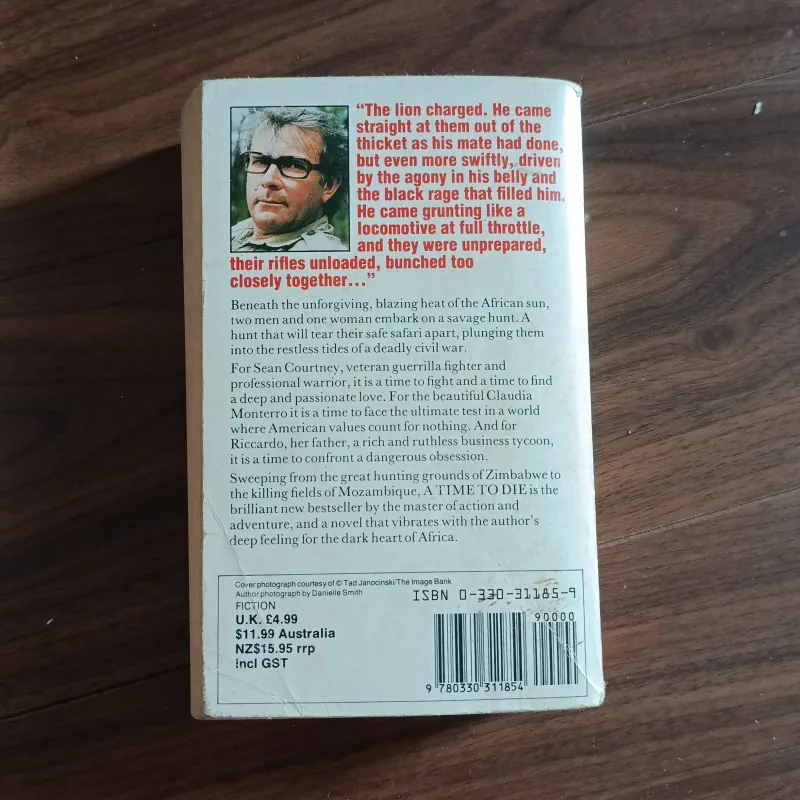 “The lion charged. He came
straight at them out of the
thicket as his mate had done,
but even more swiftly, driven
by the agony in his belly and
the black rage that filled him.
He came grunting like a
locomotive at full throttle,
and they were unprepared,
their rifles unloaded, bunched too
closely together...”
Beneath the unforgiving, blazing heat of the African sun,
two men and one woman embark on a savage hunt. A
hunt that will tear their safe safari apart, plunging them
into the restless tides of a deadly civil war.
For Sean Courtney, veteran guerrilla fighter and
professional warrior, it is a time to fight and a time to find
a deep and passionate love. For the beautiful Claudia
Monterro it is a time to face the ultimate test in a world
where American values count for nothing. And for
Riccardo, her father, a rich and ruthless business tycoon,
it is a time to confront a dangerous obsession.
Sweeping from the great hunting grounds of Zimbabwe to
the killing fields of Mozambique, A TIME TO DIE is the
brilliant new bestseller by the master of action and
adventure, and a novel that vibrates with the author’s
deep feeling for the dark heart of Africa.
Cover photograph courtesy of © Tad Janocinski/The Image Bank
Author photograph by Danielle Smith
FICTION
U.K. £4.99
$11.99 Australia
NZ$15.95 rrp
incl GST
ISBN 0-330-31185-9
90000
9 780330 311854